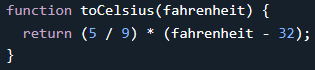 function toCelsius(fahrenheit) {
  return (5 / 9) * (fahrenheit - 32);
}